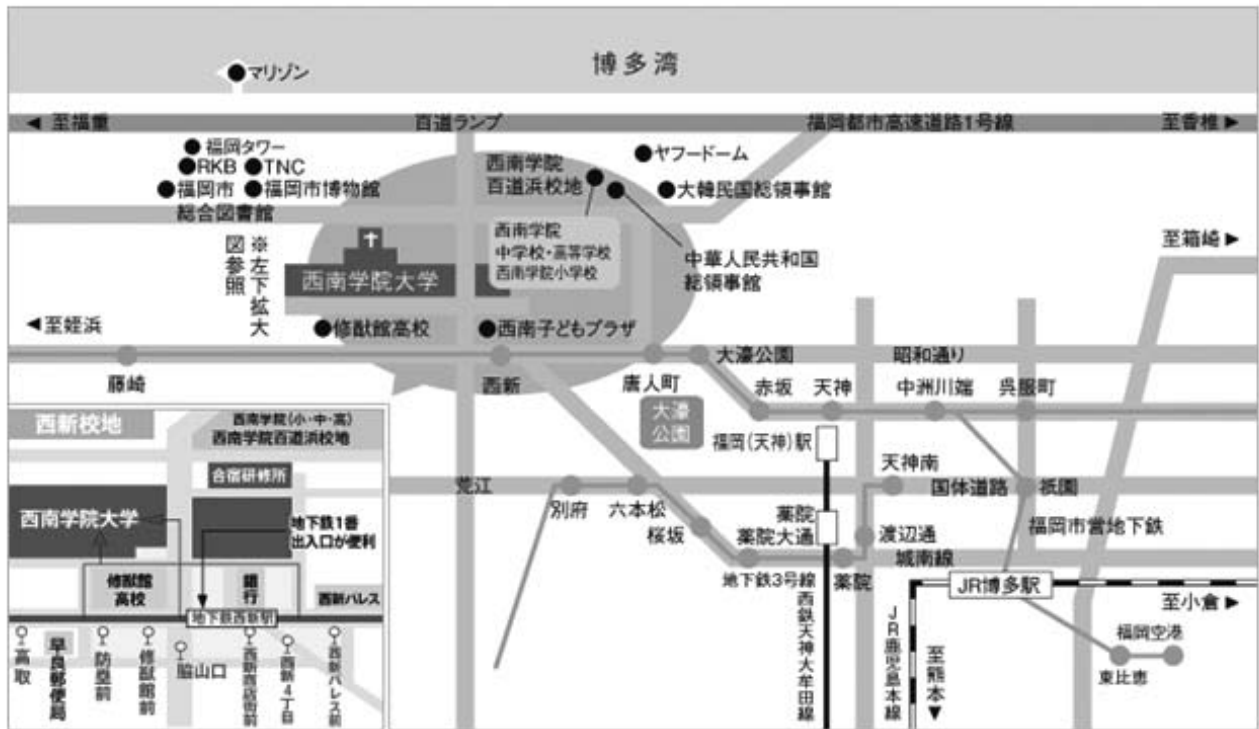 博多湾
マリゾン
◀至福重
百道ランプ
福岡都市高速道路1号線
至香椎▶
福岡タワー
RKB
TNC
福岡市
総合図書館
福岡市博物館
西南学院
百道浜校地
ヤフードーム
大韓民国総領事館
西南学院
中学校・高等学校
西南学院小学校
中華人民共和国
総領事館
至箱崎▶
※左下拡大
図参照
西南学院大学
◀至姪浜
修猷館高校
西南子どもプラザ
大濠公園
昭和通り
藤崎
西新
唐人町
赤坂
天神
中洲川端
呉服町
大濠
公園
福岡(天神)駅
天神南
荒江
別府
六本松
国体道路
祇園
桜坂
薬院
薬院大通
渡辺通
福岡市営地下鉄
城南線
地下鉄3号線
薬院
JR博多駅
至小倉▶
西鉄天神大牟田線
JR鹿児島本線
至熊本▼
福岡空港
東比恵
西新校地
西南学院(小・中・高)
西南学院百道浜校地
合宿研修所
西南学院大学
地下鉄1番
出入口が便利
修猷館
高校
銀行
西新パレス
地下鉄西新駅
高取
早良郵便局
防塁前
修猷館前
脇山口
西新商店街前
西新4丁目
西新パレス前